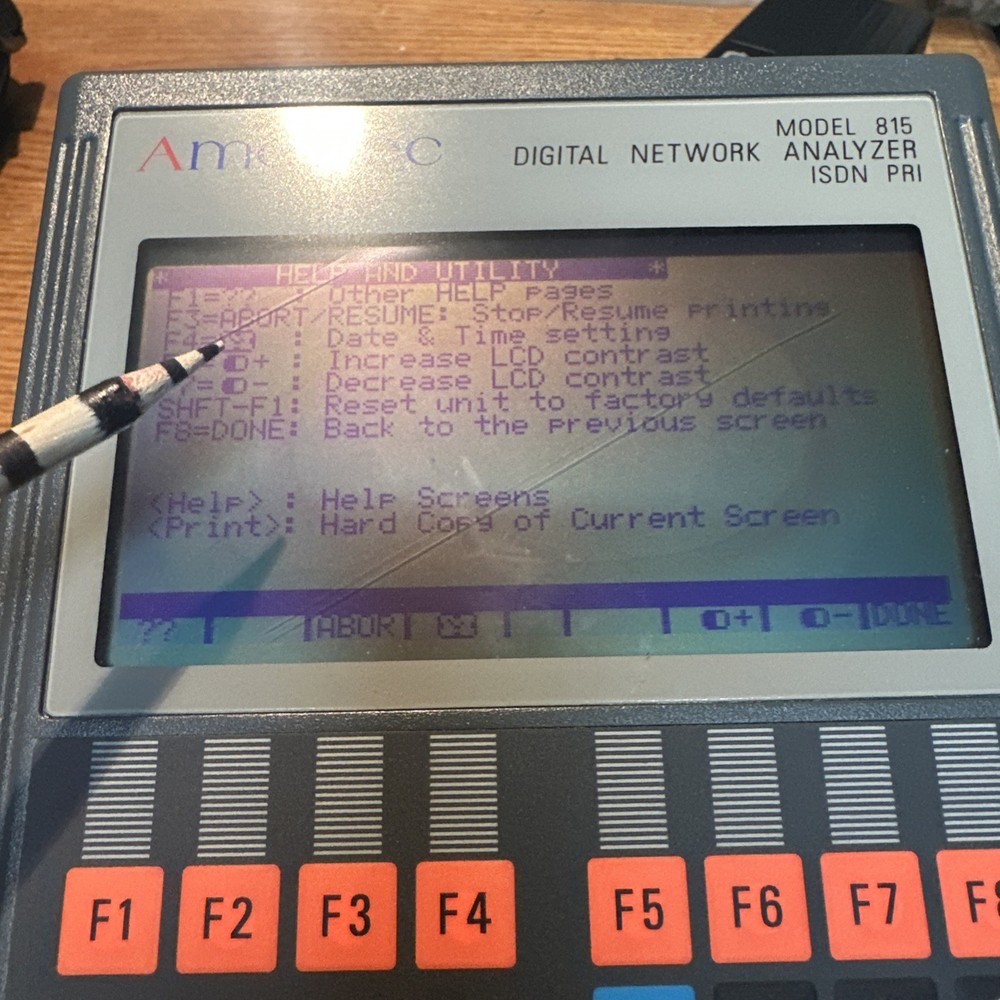 MODEL 815
DIGITAL NETWORK ANALYZER
ISDN PRI
* HELP AND UTILITY *
F1=?? : Other HELP pages
F3=ABORT/RESUME: Stop/Resume printing
F4= : Date & Time setting
+ : Increase LCD contrast
= - : Decrease LCD contrast
SHFT-F1: Reset unit to factory defaults
F8=DONE: Back to the previous screen
<Help> : Help Screens
<Print>: Hard Copy of Current Screen
?? | |ABOR| | | | +| -|DONE
F1 F2 F3 F4 F5 F6 F7 F8